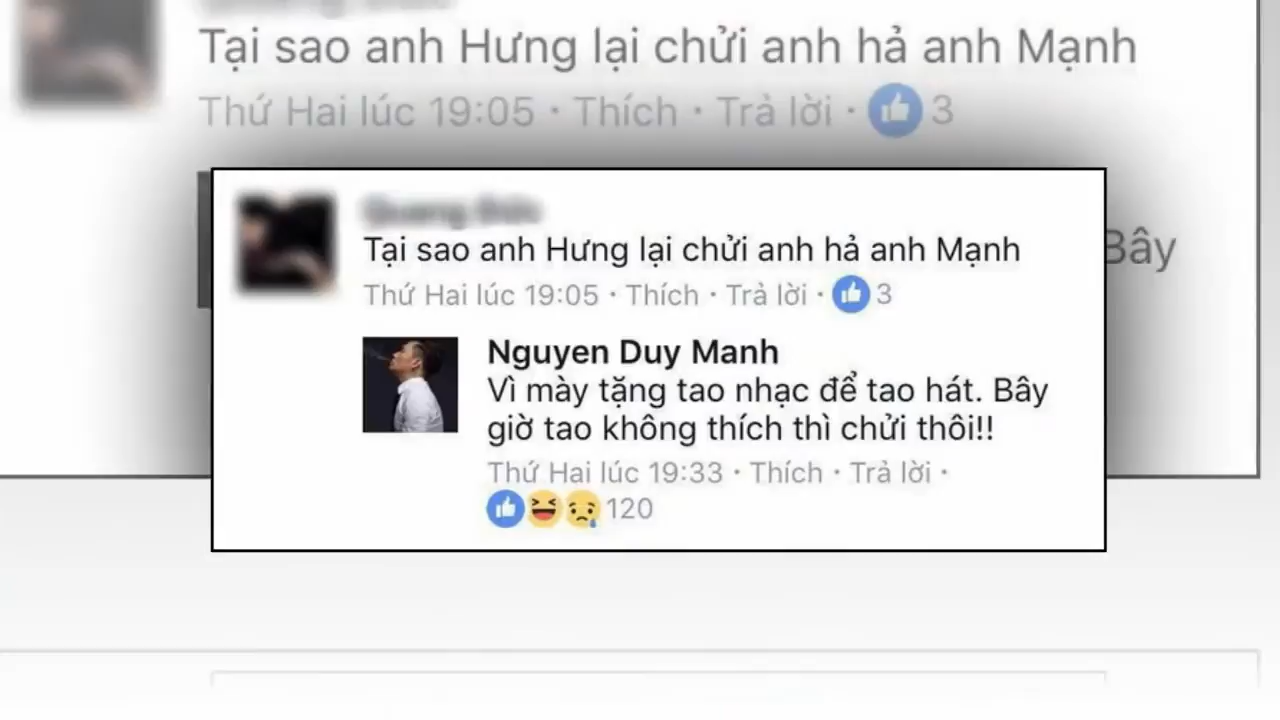 Tại sao anh Hưng lại chửi anh hả anh Mạnh
Thứ Hai lúc 19:05 · Thích · Trả lời · 3
Tại sao anh Hưng lại chửi anh hả anh Mạnh
Thứ Hai lúc 19:05 · Thích · Trả lời · 3
Bây
Nguyen Duy Manh
Vì mày tặng tao nhạc để tao hát. Bây
giờ tao không thích thì chửi thôi!!
Thứ Hai lúc 19:33 · Thích · Trả lời ·
120